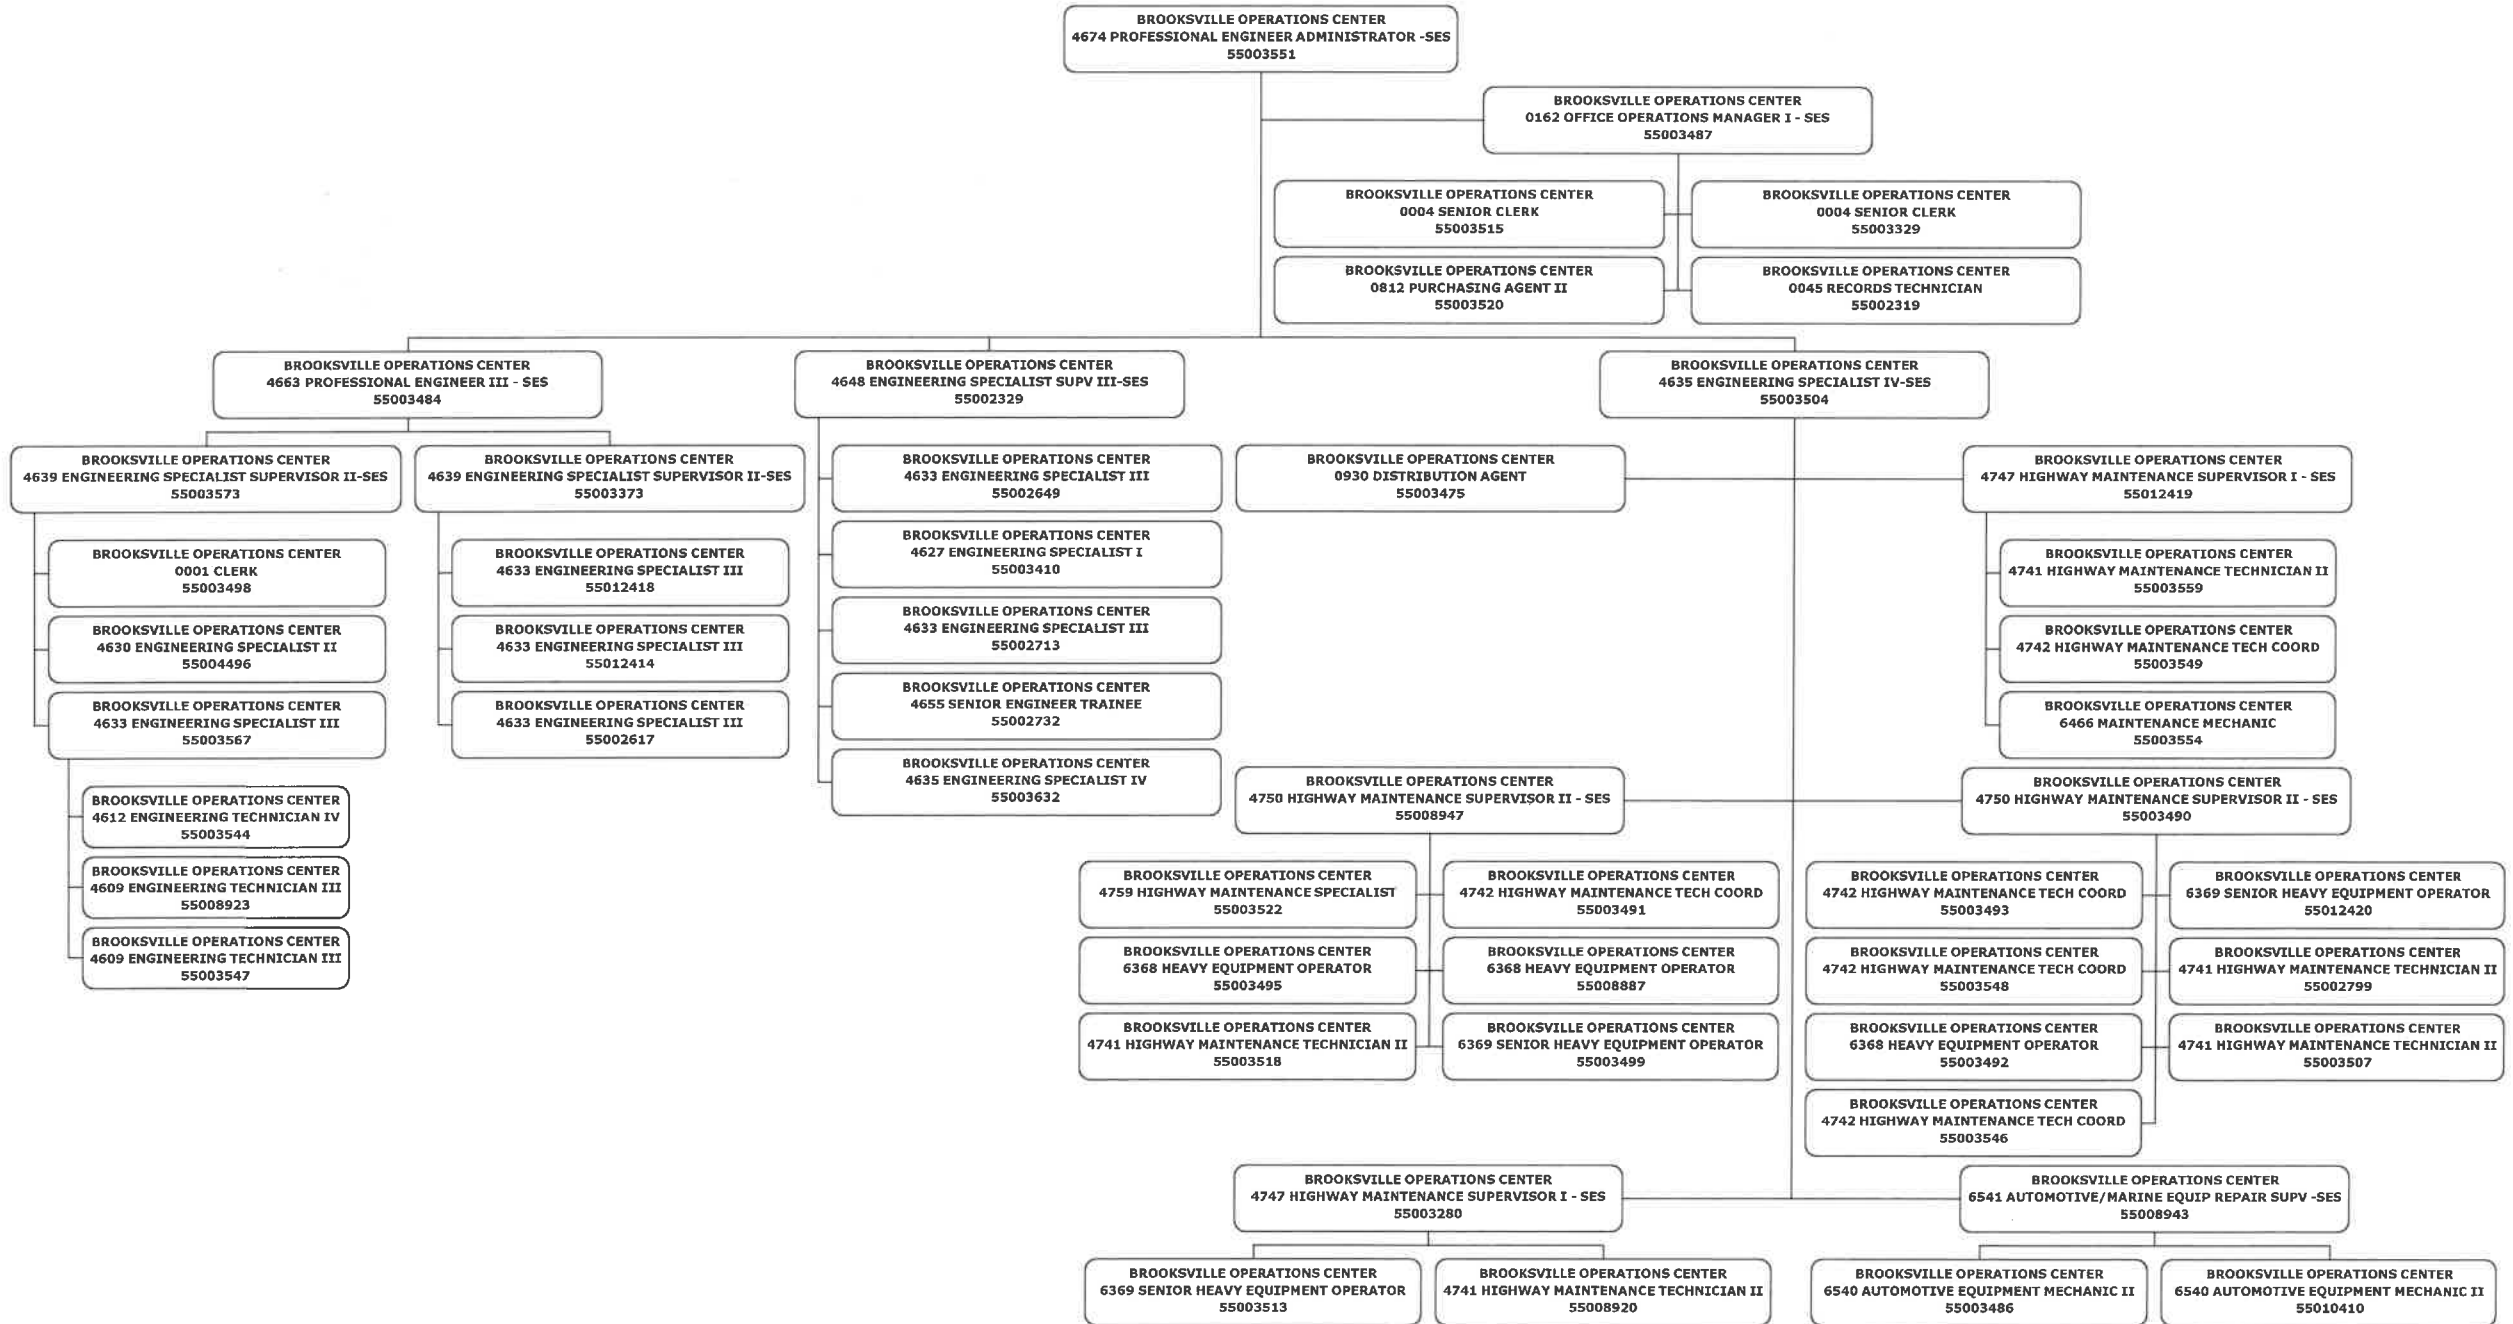 BROOKSVILLE OPERATIONS CENTER
4674 PROFESSIONAL ENGINEER ADMINISTRATOR -SES
55003551
BROOKSVILLE OPERATIONS CENTER
0162 OFFICE OPERATIONS MANAGER I - SES
55003487
BROOKSVILLE OPERATIONS CENTER
0004 SENIOR CLERK
55003515
BROOKSVILLE OPERATIONS CENTER
0004 SENIOR CLERK
55003329
BROOKSVILLE OPERATIONS CENTER
0812 PURCHASING AGENT II
55003520
BROOKSVILLE OPERATIONS CENTER
0045 RECORDS TECHNICIAN
55002319
BROOKSVILLE OPERATIONS CENTER
4663 PROFESSIONAL ENGINEER III - SES
55003484
BROOKSVILLE OPERATIONS CENTER
4639 ENGINEERING SPECIALIST SUPERVISOR II-SES
55003573
BROOKSVILLE OPERATIONS CENTER
0001 CLERK
55003498
BROOKSVILLE OPERATIONS CENTER
4630 ENGINEERING SPECIALIST II
55004496
BROOKSVILLE OPERATIONS CENTER
4633 ENGINEERING SPECIALIST III
55003567
BROOKSVILLE OPERATIONS CENTER
4612 ENGINEERING TECHNICIAN IV
55003544
BROOKSVILLE OPERATIONS CENTER
4609 ENGINEERING TECHNICIAN III
55008923
BROOKSVILLE OPERATIONS CENTER
4609 ENGINEERING TECHNICIAN III
55003547
BROOKSVILLE OPERATIONS CENTER
4639 ENGINEERING SPECIALIST SUPERVISOR II-SES
55003373
BROOKSVILLE OPERATIONS CENTER
4633 ENGINEERING SPECIALIST III
55012418
BROOKSVILLE OPERATIONS CENTER
4633 ENGINEERING SPECIALIST III
55012414
BROOKSVILLE OPERATIONS CENTER
4633 ENGINEERING SPECIALIST III
55002617
BROOKSVILLE OPERATIONS CENTER
4648 ENGINEERING SPECIALIST SUPV III-SES
55002329
BROOKSVILLE OPERATIONS CENTER
4633 ENGINEERING SPECIALIST III
55002649
BROOKSVILLE OPERATIONS CENTER
4627 ENGINEERING SPECIALIST I
55003410
BROOKSVILLE OPERATIONS CENTER
4633 ENGINEERING SPECIALIST III
55002713
BROOKSVILLE OPERATIONS CENTER
4655 SENIOR ENGINEER TRAINEE
55002732
BROOKSVILLE OPERATIONS CENTER
4635 ENGINEERING SPECIALIST IV
55003632
BROOKSVILLE OPERATIONS CENTER
4635 ENGINEERING SPECIALIST IV-SES
55003504
BROOKSVILLE OPERATIONS CENTER
0930 DISTRIBUTION AGENT
55003475
BROOKSVILLE OPERATIONS CENTER
4747 HIGHWAY MAINTENANCE SUPERVISOR I - SES
55012419
BROOKSVILLE OPERATIONS CENTER
4741 HIGHWAY MAINTENANCE TECHNICIAN II
55003559
BROOKSVILLE OPERATIONS CENTER
4742 HIGHWAY MAINTENANCE TECH COORD
55003549
BROOKSVILLE OPERATIONS CENTER
6466 MAINTENANCE MECHANIC
55003554
BROOKSVILLE OPERATIONS CENTER
4750 HIGHWAY MAINTENANCE SUPERVISOR II - SES
55008947
BROOKSVILLE OPERATIONS CENTER
4759 HIGHWAY MAINTENANCE SPECIALIST
55003522
BROOKSVILLE OPERATIONS CENTER
4742 HIGHWAY MAINTENANCE TECH COORD
55003491
BROOKSVILLE OPERATIONS CENTER
6368 HEAVY EQUIPMENT OPERATOR
55003495
BROOKSVILLE OPERATIONS CENTER
6368 HEAVY EQUIPMENT OPERATOR
55008887
BROOKSVILLE OPERATIONS CENTER
4741 HIGHWAY MAINTENANCE TECHNICIAN II
55003518
BROOKSVILLE OPERATIONS CENTER
6369 SENIOR HEAVY EQUIPMENT OPERATOR
55003499
BROOKSVILLE OPERATIONS CENTER
4750 HIGHWAY MAINTENANCE SUPERVISOR II - SES
55003490
BROOKSVILLE OPERATIONS CENTER
4742 HIGHWAY MAINTENANCE TECH COORD
55003493
BROOKSVILLE OPERATIONS CENTER
6369 SENIOR HEAVY EQUIPMENT OPERATOR
55012420
BROOKSVILLE OPERATIONS CENTER
4742 HIGHWAY MAINTENANCE TECH COORD
55003548
BROOKSVILLE OPERATIONS CENTER
4741 HIGHWAY MAINTENANCE TECHNICIAN II
55002799
BROOKSVILLE OPERATIONS CENTER
6368 HEAVY EQUIPMENT OPERATOR
55003492
BROOKSVILLE OPERATIONS CENTER
4741 HIGHWAY MAINTENANCE TECHNICIAN II
55003507
BROOKSVILLE OPERATIONS CENTER
4742 HIGHWAY MAINTENANCE TECH COORD
55003546
BROOKSVILLE OPERATIONS CENTER
4747 HIGHWAY MAINTENANCE SUPERVISOR I - SES
55003280
BROOKSVILLE OPERATIONS CENTER
6369 SENIOR HEAVY EQUIPMENT OPERATOR
55003513
BROOKSVILLE OPERATIONS CENTER
4741 HIGHWAY MAINTENANCE TECHNICIAN II
55008920
BROOKSVILLE OPERATIONS CENTER
6541 AUTOMOTIVE/MARINE EQUIP REPAIR SUPV -SES
55008943
BROOKSVILLE OPERATIONS CENTER
6540 AUTOMOTIVE EQUIPMENT MECHANIC II
55003486
BROOKSVILLE OPERATIONS CENTER
6540 AUTOMOTIVE EQUIPMENT MECHANIC II
55010410